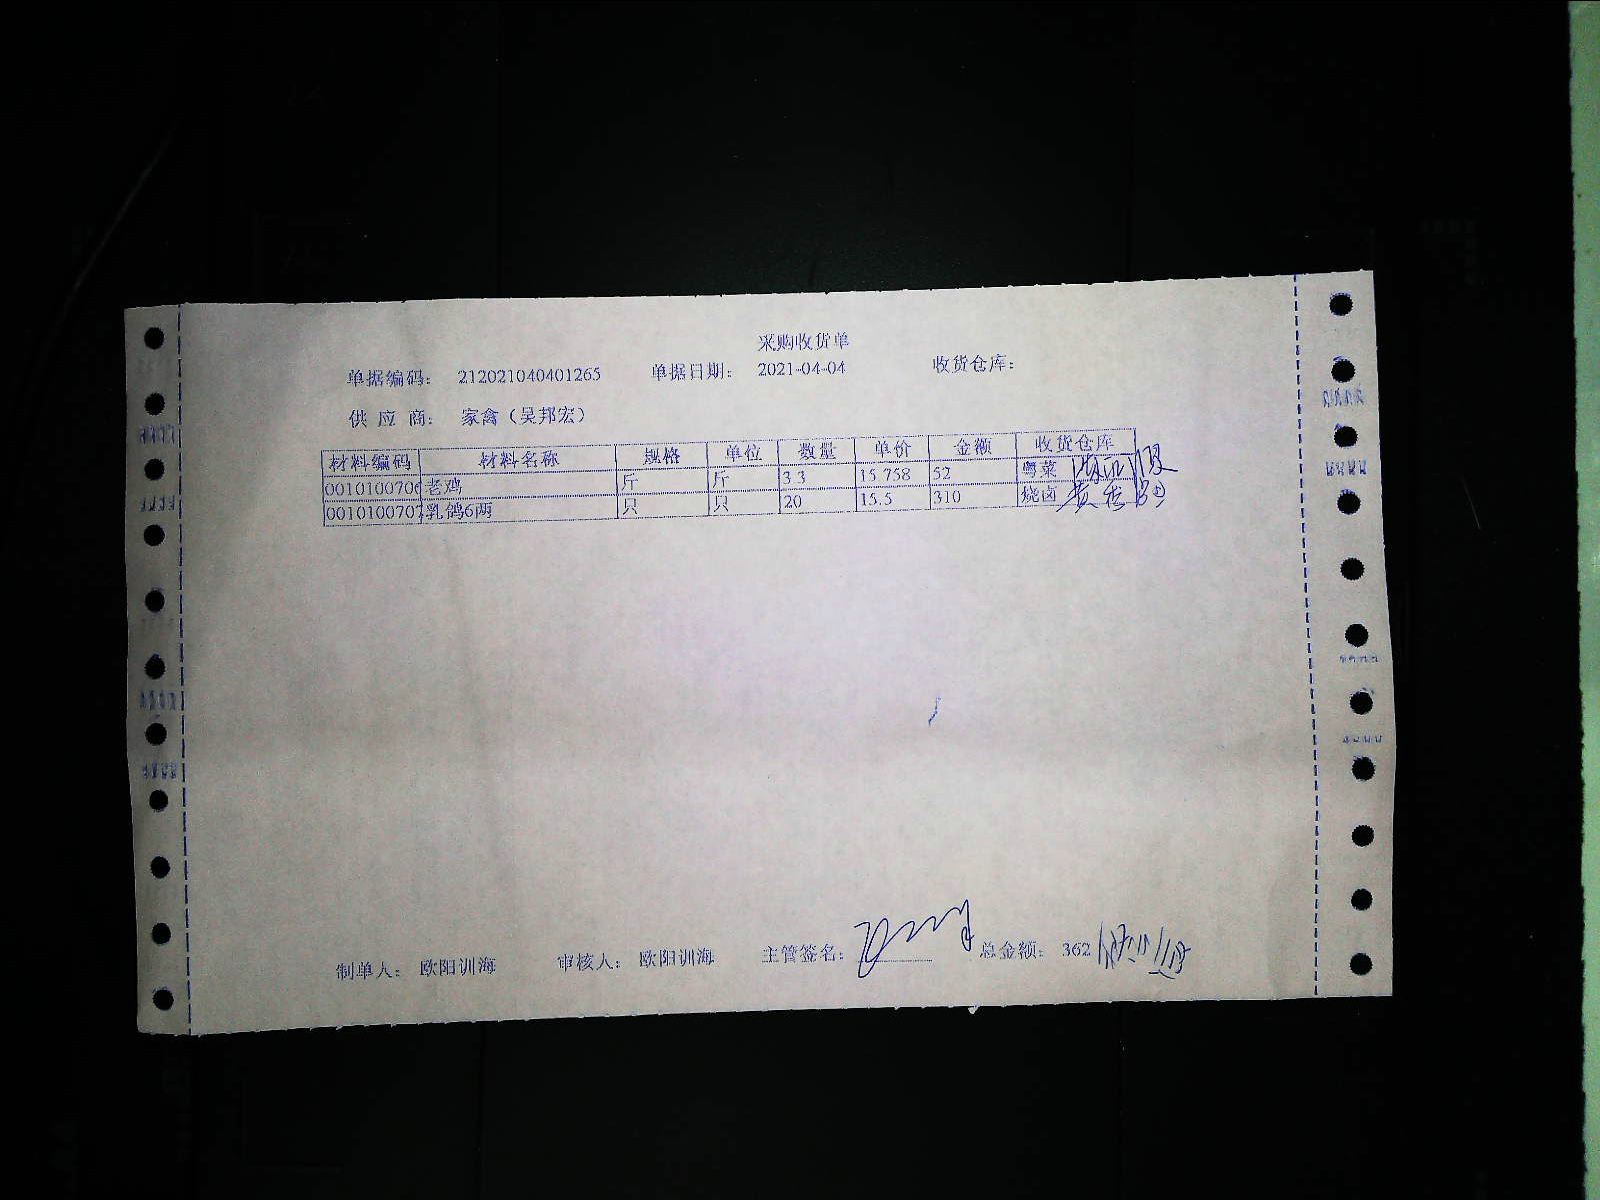 采购收货单
单据编码： 212021040401265 单据日期： 2021-04-04 收货仓库：
供 应 商： 家禽（吴邦宏）
材料编码 材料名称 规格 单位 数量 单价 金额 收货仓库
0010100706 老鸡 斤 斤 3.3 15.758 52 粤菜
001010070 乳鸽6两 只 只 20 15.5 310 烧卤
制单人： 欧阳训海 审核人： 欧阳训海 主管签名： 总金额： 362